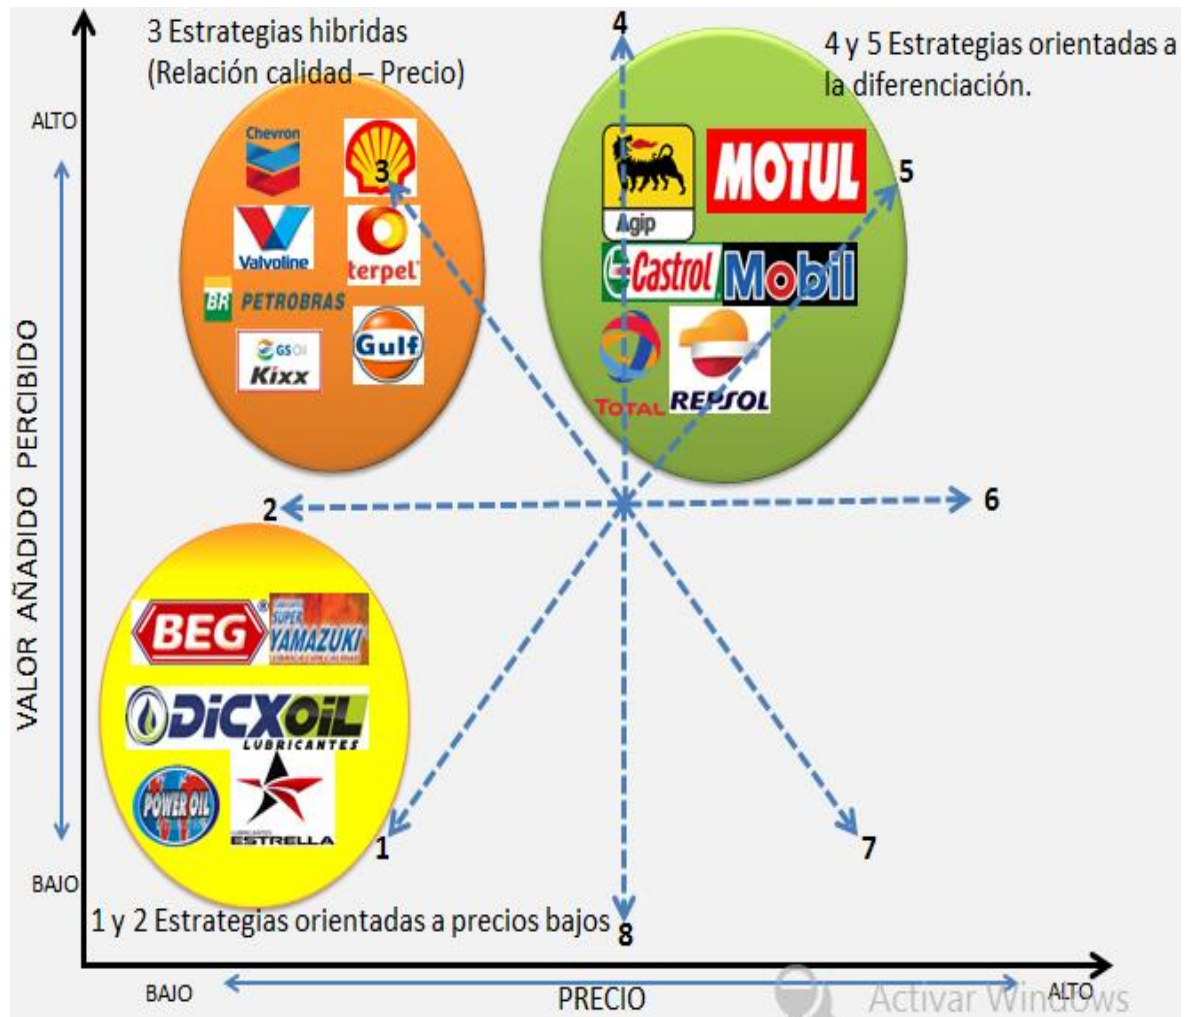 4
3 Estrategias hibridas
(Relación calidad – Precio)
4 y 5 Estrategias orientadas a
la diferenciación.
ALTO
Chevron
3
Agip
MOTUL
5
Valvoline
terpel
Castrol
Mobil
BR PETROBRAS
GS Oil
Kixx
Gulf
TOTAL
REPSOL
VALOR AÑADIDO PERCIBIDO
2
6
BEG®
SUPER
YAMAZUKI
DiCXOiL
LUBRICANTES
POWER OIL
ESTRELLA
1
7
BAJO
1 y 2 Estrategias orientadas a precios bajos
8
BAJO
PRECIO
ALTO
Activar Windows